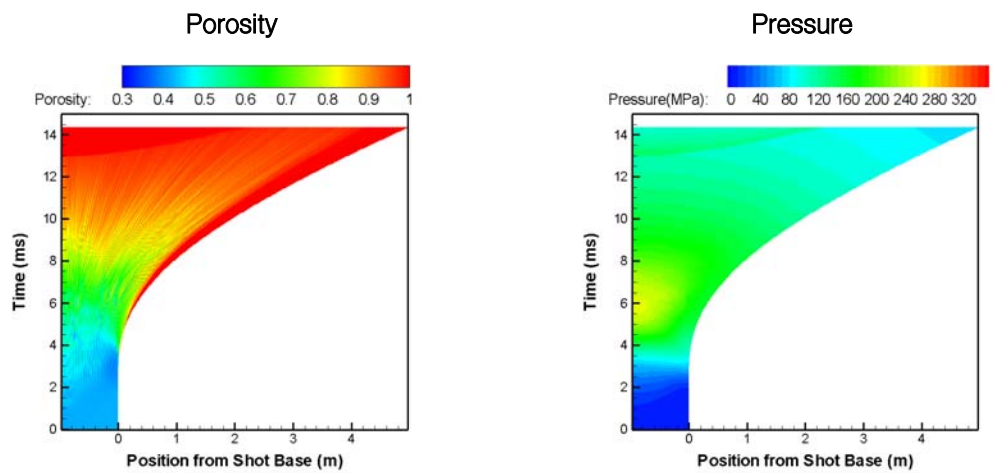 Porosity
Porosity: 0.3 0.4 0.5 0.6 0.7 0.8 0.9 1
Time (ms)
14
12
10
8
6
4
2
0
0 1 2 3 4
Position from Shot Base (m)
Pressure
Pressure(MPa): 0 40 80 120 160 200 240 280 320
Time (ms)
14
12
10
8
6
4
2
0
0 1 2 3 4
Position from Shot Base (m)